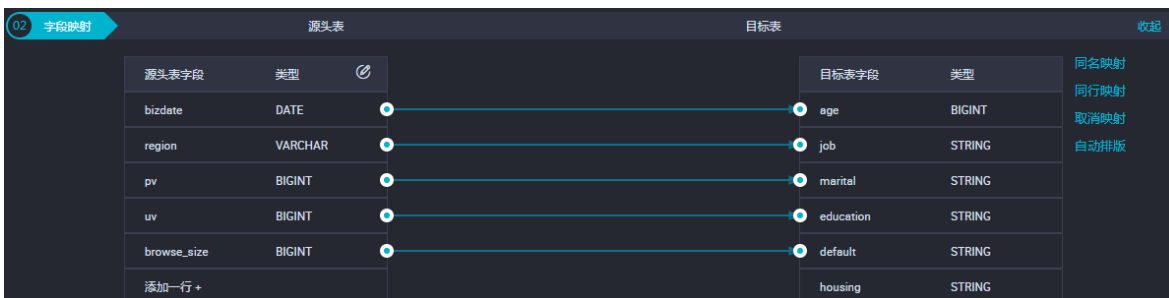 02 字段映射 源头表 目标表 收起
源头表字段 类型 目标表字段 类型 同名映射
bizdate DATE age BIGINT 同行映射
取消映射
region VARCHAR job STRING 自动排版
pv BIGINT marital STRING
uv BIGINT education STRING
browse_size BIGINT default STRING
添加一行 + housing STRING